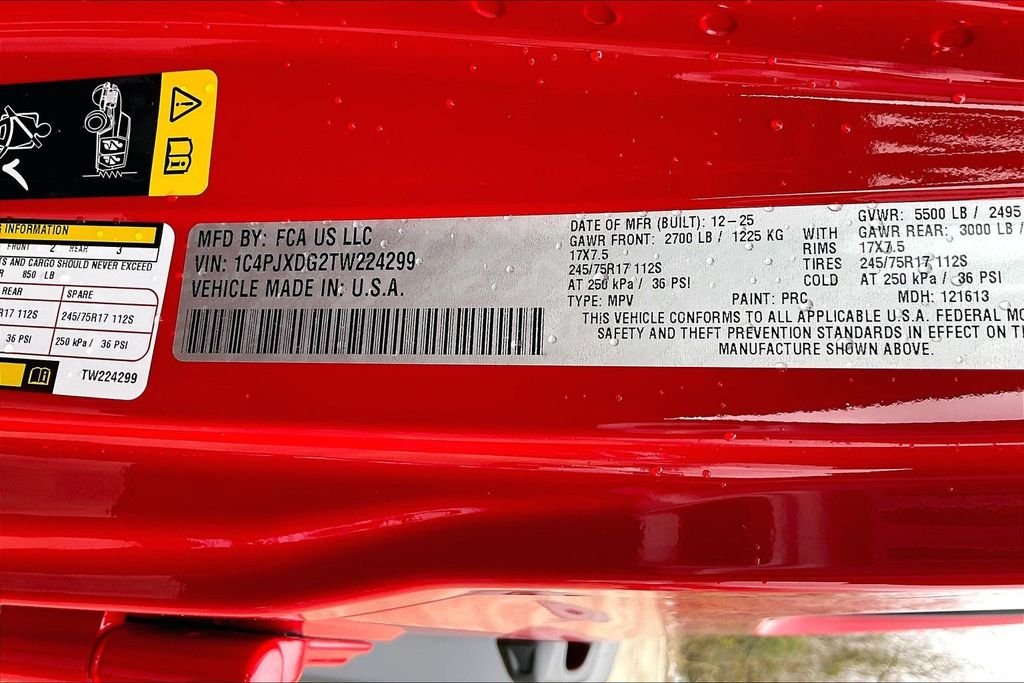 G INFORMATION
FRONT 2 REAR 3
TS AND CARGO SHOULD NEVER EXCEED
R 850 LB
REAR SPARE
R17 112S 245/75R17 112S
36 PSI 250 kPa / 36 PSI
TW224299
MFD BY: FCA US LLC
VIN: 1C4PJXDG2TW224299
VEHICLE MADE IN: U.S.A.
DATE OF MFR (BUILT): 12-25 GVWR: 5500 LB / 2495
GAWR FRONT: 2700 LB / 1225 KG WITH GAWR REAR: 3000 LB /
17X7.5 RIMS 17X7.5
245/75R17 112S TIRES 245/75R17 112S
AT 250 kPa / 36 PSI COLD AT 250 kPa / 36 PSI
TYPE: MPV PAINT: PRC MDH: 121613
THIS VEHICLE CONFORMS TO ALL APPLICABLE U.S.A. FEDERAL MO
SAFETY AND THEFT PREVENTION STANDARDS IN EFFECT ON T
MANUFACTURE SHOWN ABOVE.